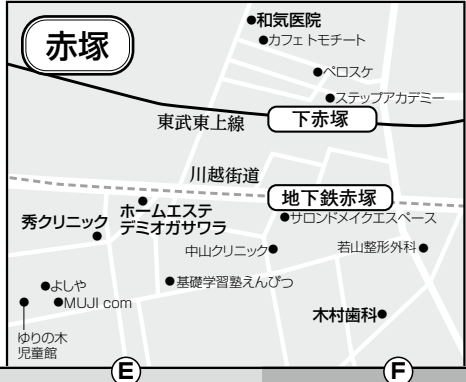 赤塚
●和気医院
●カフェトモチート
●ペロスケ
●ステップアカデミー
東武東上線
下赤塚
川越街道
地下鉄赤塚
ホームエステ
デミオガサワラ
●サロンドメイクエスペース
秀クリニック
中山クリニック●
若山整形外科●
●よしや
●基礎学習塾えんぴつ
●MUJI com
木村歯科●
ゆりの木
児童館
E
F